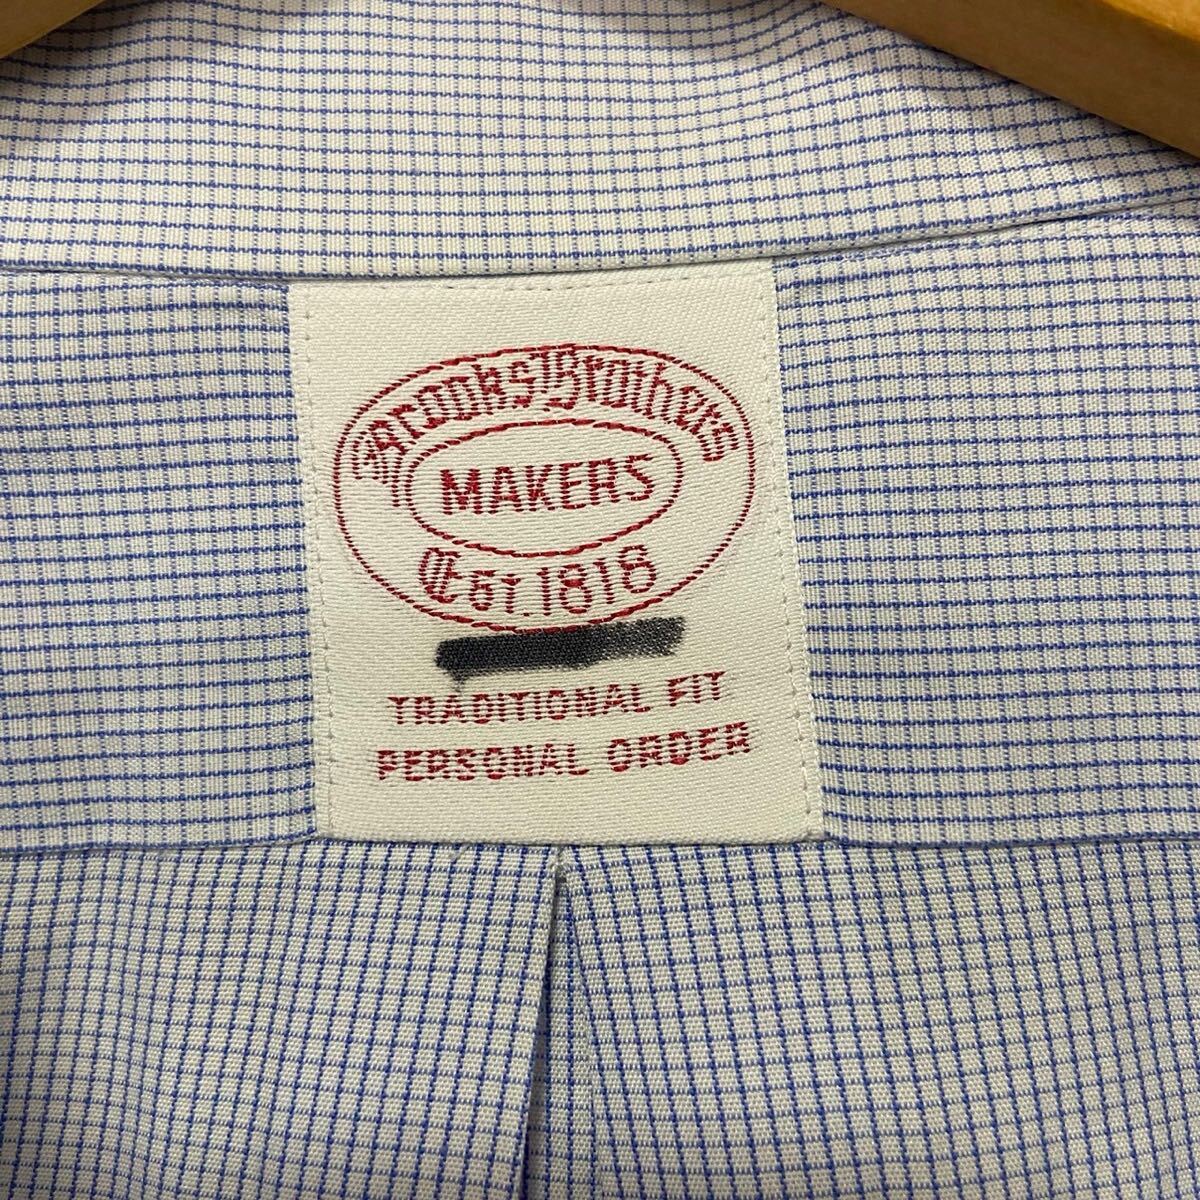 Brooks Brothers
MAKERS
Est. 1818
TRADITIONAL FIT
PERSONAL ORDER